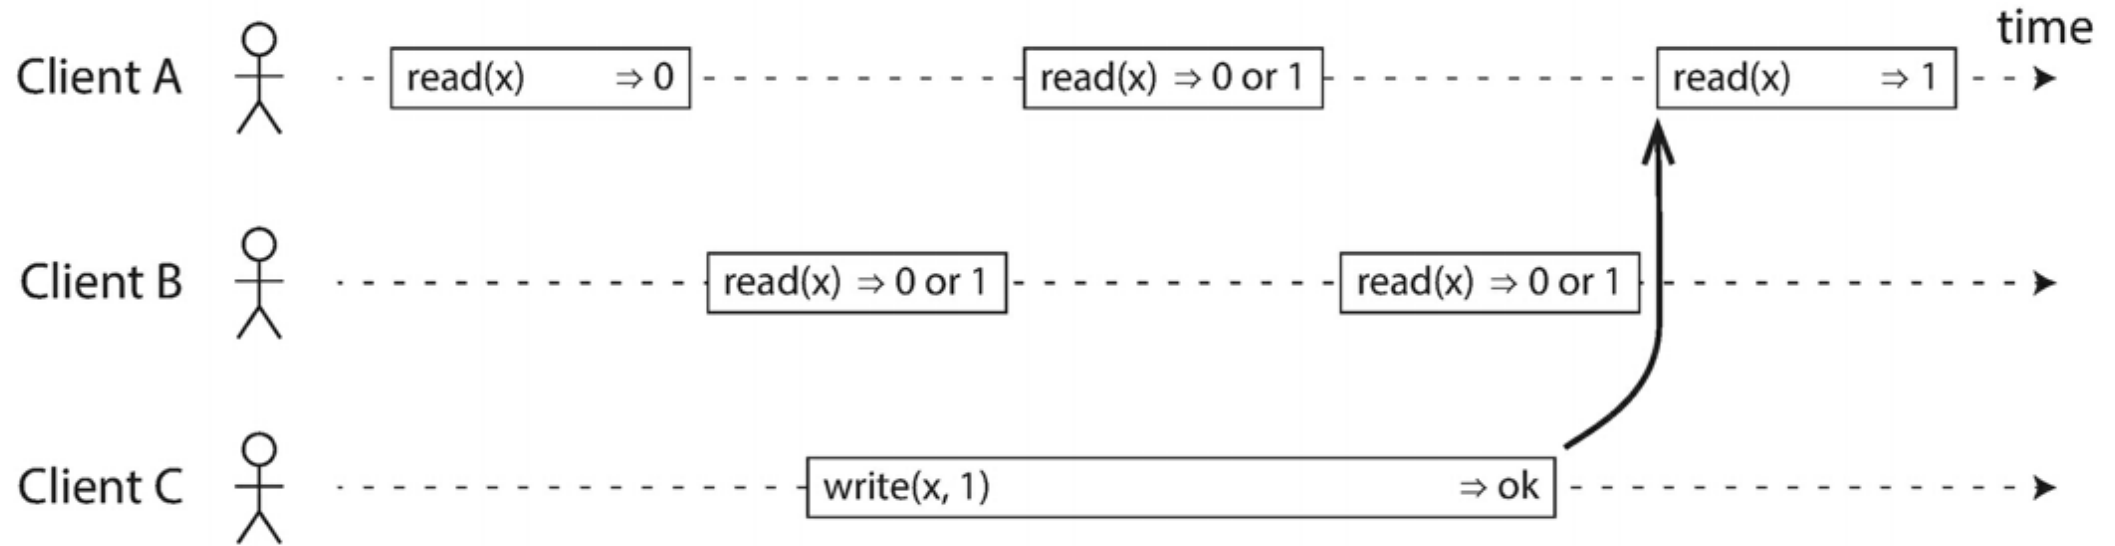 time
Client A read(x) ⇒ 0 read(x) ⇒ 0 or 1 read(x) ⇒ 1
Client B read(x) ⇒ 0 or 1 read(x) ⇒ 0 or 1
Client C write(x, 1) ⇒ ok